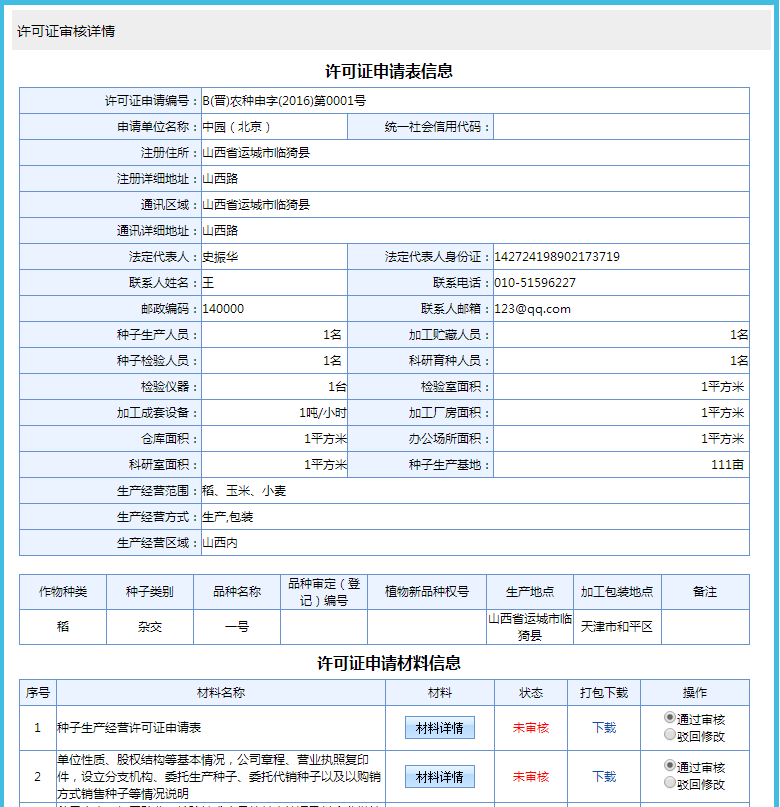 许可证审核详情
许可证申请表信息
许可证申请编号： B(晋)农种申字(2016)第0001号
申请单位名称： 中园（北京） 统一社会信用代码：
注册住所： 山西省运城市临猗县
注册详细地址： 山西路
通讯区域： 山西省运城市临猗县
通讯详细地址： 山西路
法定代表人： 史振华 法定代表人身份证： 142724198902173719
联系人姓名： 王 联系电话： 010-51596227
邮政编码： 140000 联系人邮箱： 123@qq.com
种子生产人员： 1名 加工贮藏人员： 1名
种子检验人员： 1名 科研育种人员： 1名
检验仪器： 1台 检验室面积： 1平方米
加工成套设备： 1吨/小时 加工厂房面积： 1平方米
仓库面积： 1平方米 办公场所面积： 1平方米
科研室面积： 1平方米 种子生产基地： 111亩
生产经营范围： 稻、玉米、小麦
生产经营方式： 生产,包装
生产经营区域： 山西内
作物种类 种子类别 品种名称 品种审定（登记）编号 植物新品种权号 生产地点 加工包装地点 备注
稻 杂交 一号 山西省运城市临猗县 天津市和平区
许可证申请材料信息
序号 材料名称 材料 状态 打包下载 操作
1 种子生产经营许可证申请表 材料详情 未审核 下载 通过审核
驳回修改
单位性质、股权结构等基本情况，公司章程、营业执照复印
2 件，设立分支机构、委托生产种子、委托代销种子以及以购销 材料详情 未审核 下载 通过审核
方式销售种子等情况说明 驳回修改